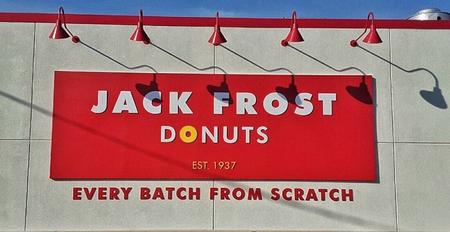 JACK FROST
DONUTS
EST. 1937
EVERY BATCH FROM SCRATCH